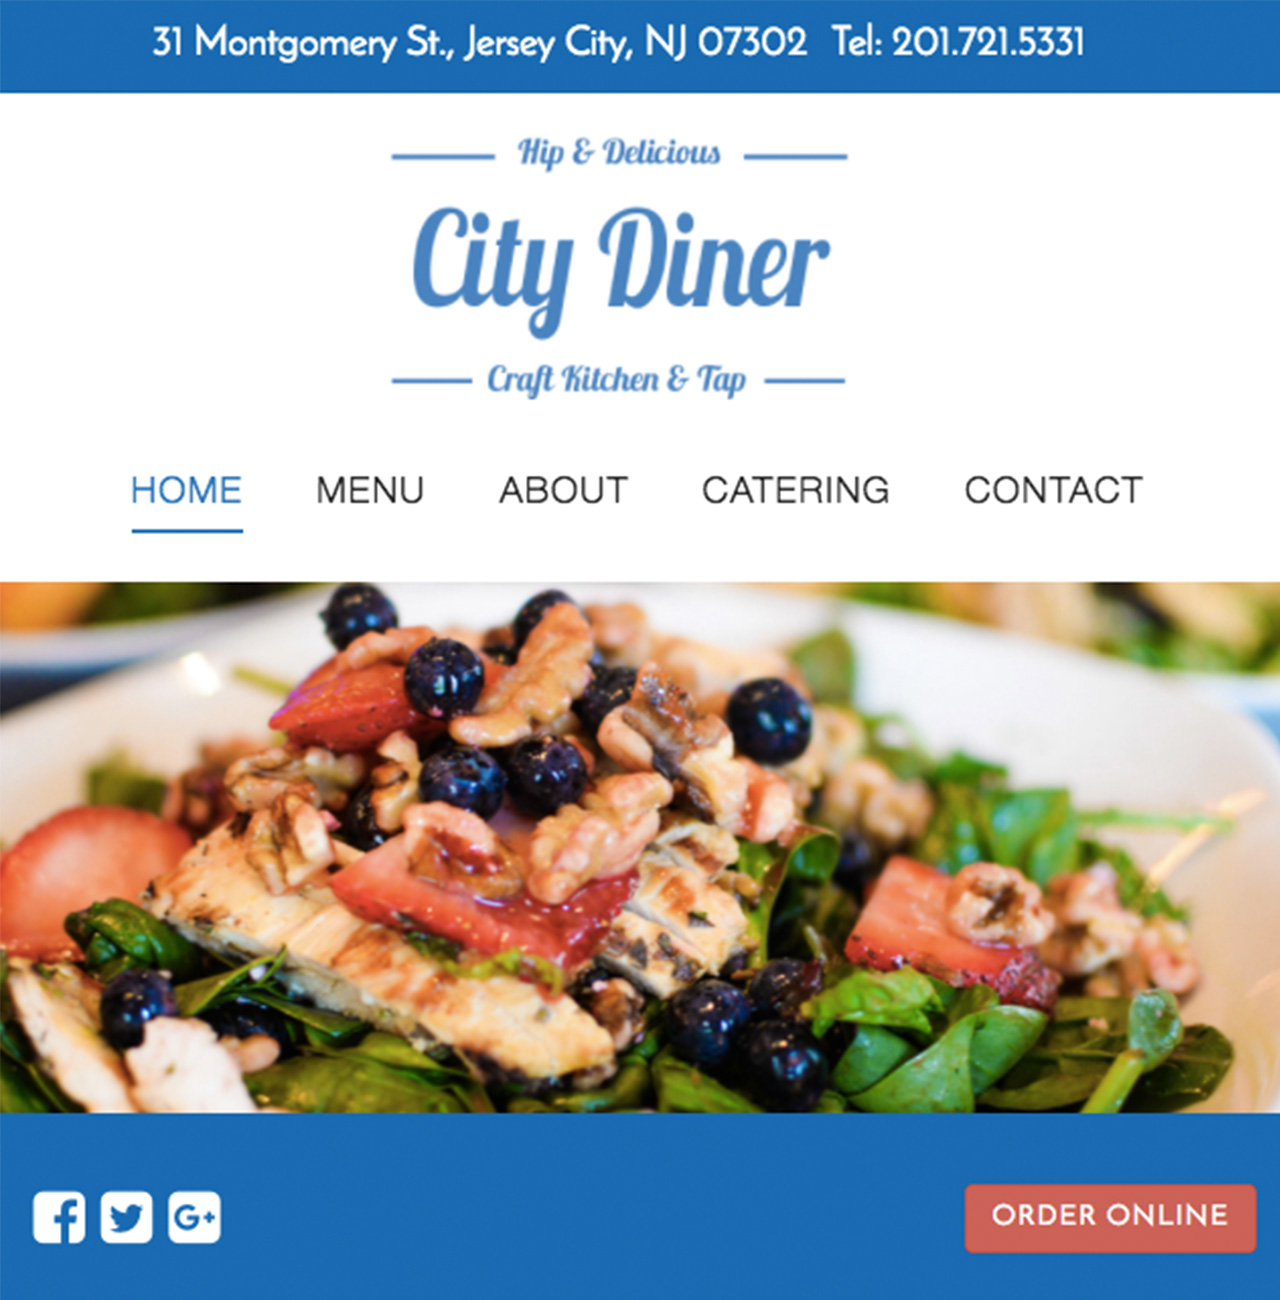 31 Montgomery St., Jersey City, NJ 07302 Tel: 201.721.5331
Hip & Delicious
City Diner
Craft Kitchen & Tap
HOME MENU ABOUT CATERING CONTACT
G+
ORDER ONLINE